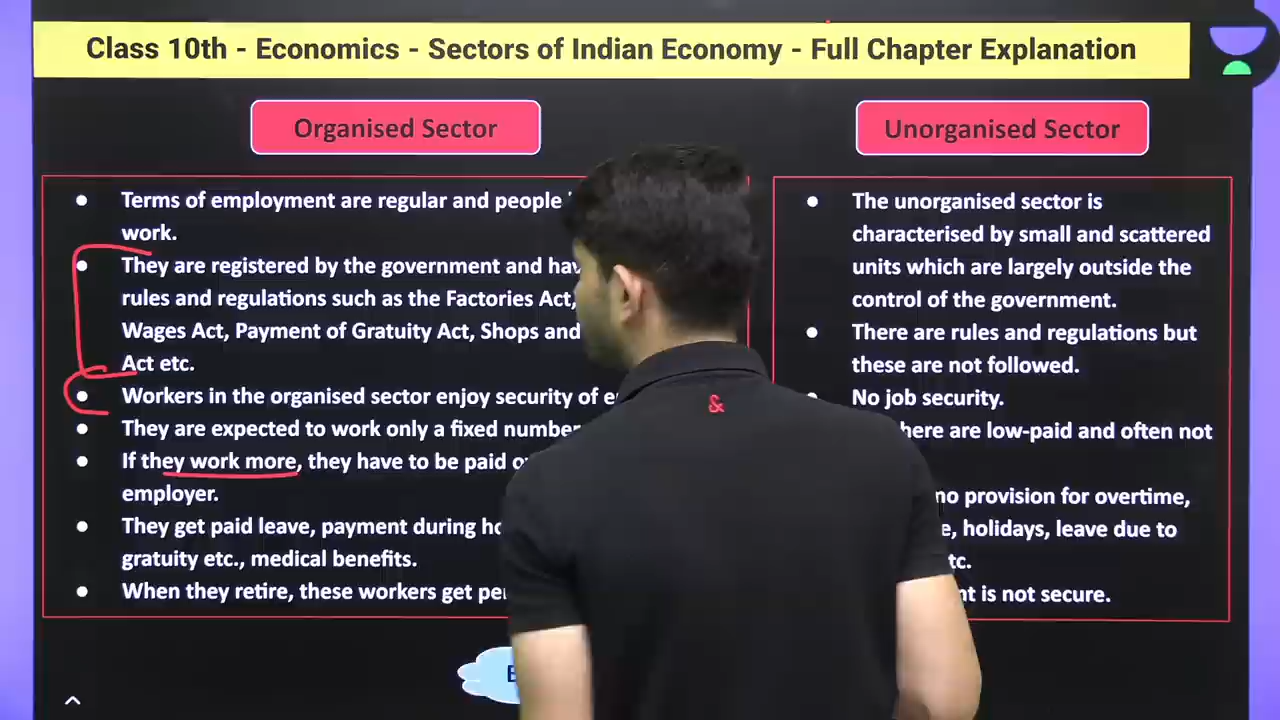 Class 10th - Economics - Sectors of Indian Economy - Full Chapter Explanation
Organised Sector
Terms of employment are regular and people
work.
They are registered by the government and
rules and regulations such as the Factories Act,
Wages Act, Payment of Gratuity Act, Shops and
Act etc.
Workers in the organised sector enjoy security of
They are expected to work only a fixed number
If they work more, they have to be paid
employer.
They get paid leave, payment during
gratuity etc., medical benefits.
When they retire, these workers get
Unorganised Sector
The unorganised sector is
characterised by small and scattered
units which are largely outside the
control of the government.
There are rules and regulations but
these are not followed.
No job security.
here are low-paid and often not
no provision for overtime,
holidays, leave due to
is not secure.
&